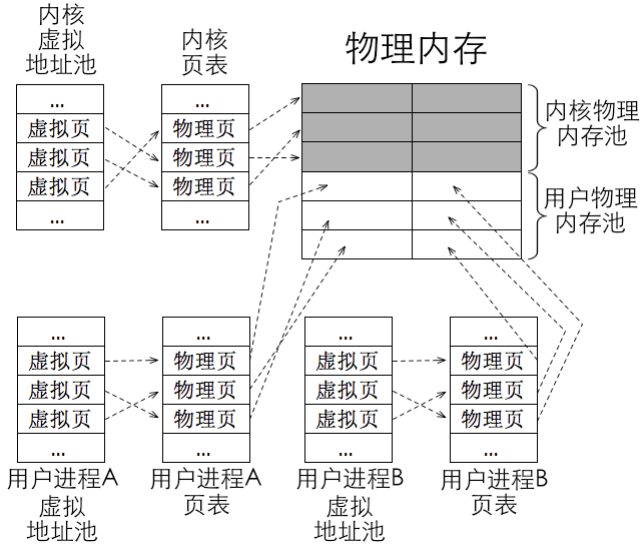 内核
虚拟
地址池
内核
页表
物理内存
...
虚拟页
虚拟页
虚拟页
...
...
物理页
物理页
物理页
...
内核物理
内存池
用户物理
内存池
...
虚拟页
虚拟页
虚拟页
...
用户进程A
虚拟
地址池
...
物理页
物理页
物理页
...
用户进程A
页表
...
虚拟页
虚拟页
虚拟页
...
用户进程B
虚拟
地址池
...
物理页
物理页
物理页
...
用户进程B
页表